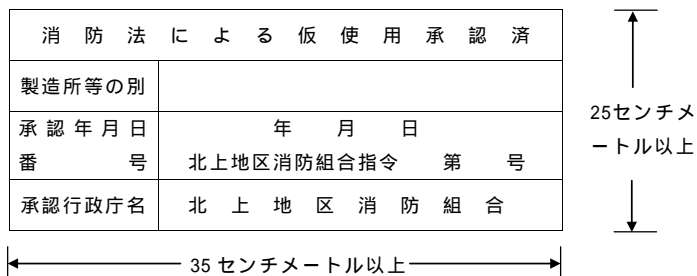 消防法による仮使用承認済
製造所等の別
承認年月日 年 月 日
番号 北上地区消防組合指令 第 号
承認行政庁名 北上地区消防組合
25センチメ
ートル以上
35センチメートル以上